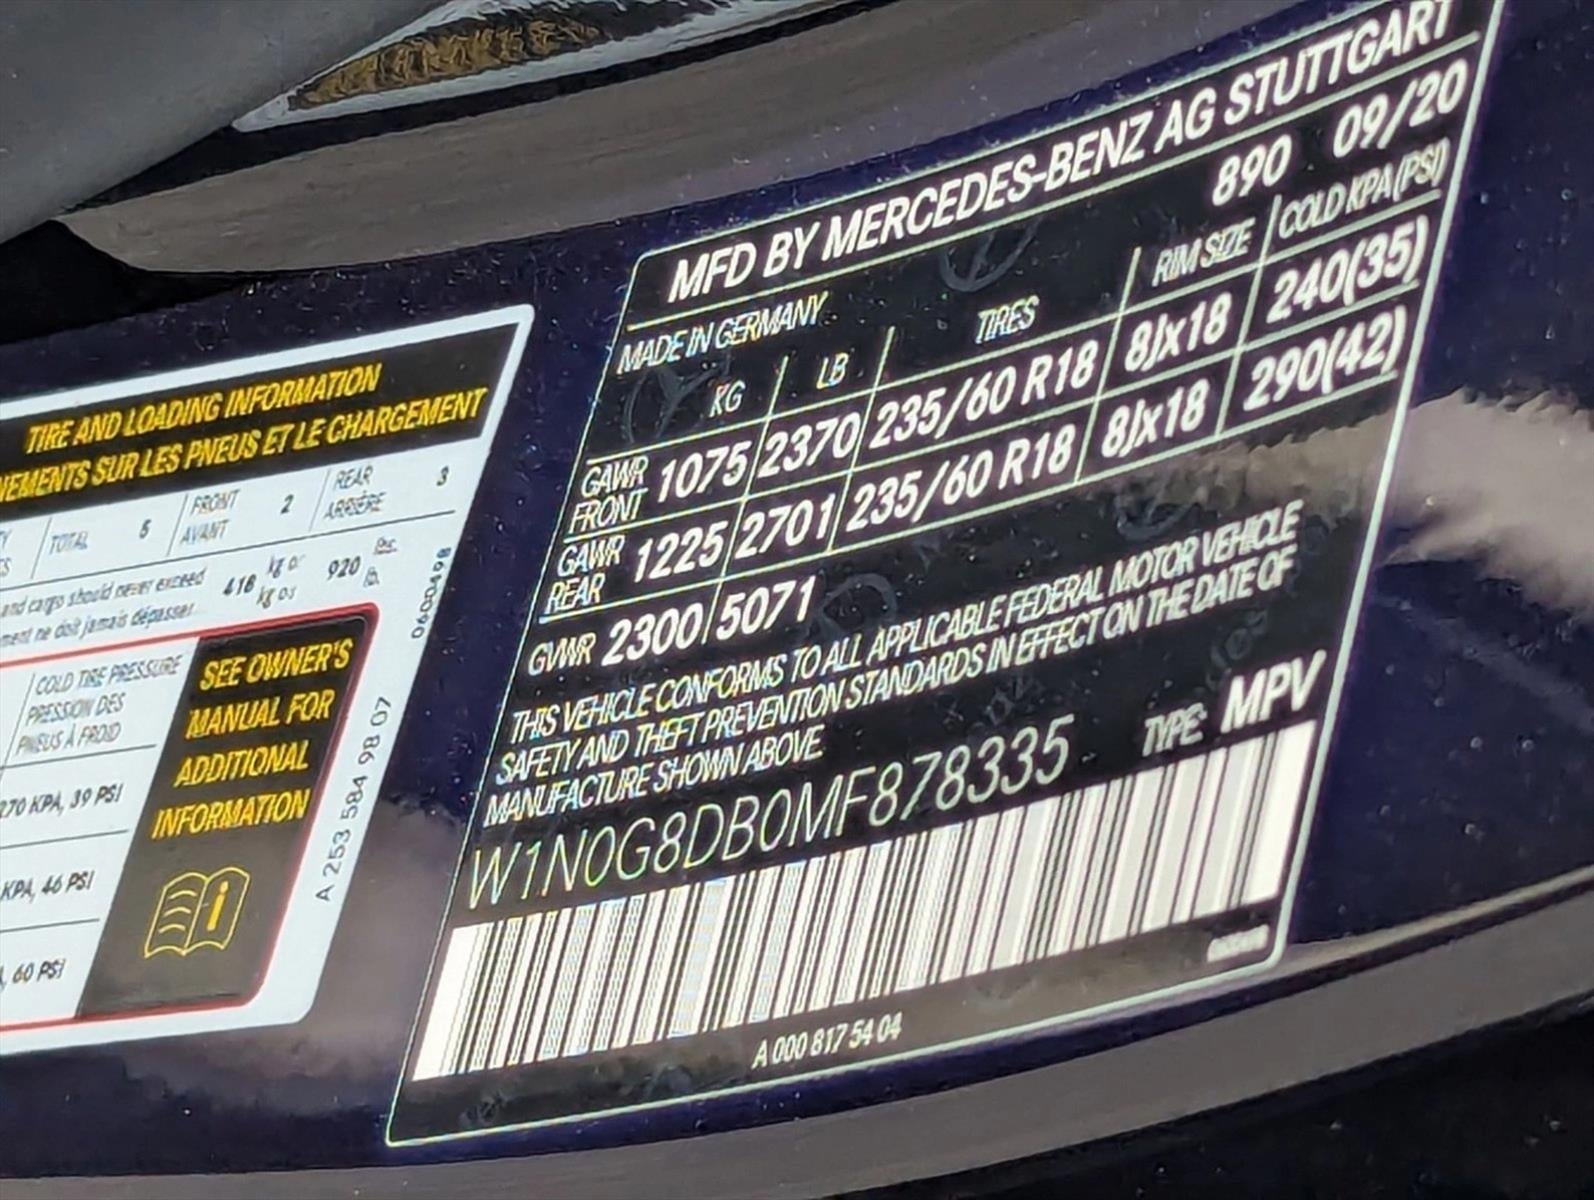 TIRE AND LOADING INFORMATION
NEMENTS SUR LES PNEUS ET LE CHARGEMENT
TOTAL 5 FRONT AVANT 2 REAR ARRIÈRE 3
and cargo should never exceed 418 kg or 920 lbs.
ment ne doit jamais dépasser kg ou lb.
0600498
COLD TIRE PRESSURE
PRESSION DES
PNEUS À FROID
270 KPA, 39 PSI
KPA, 46 PSI
60 PSI
SEE OWNER'S
MANUAL FOR
ADDITIONAL
INFORMATION
A 253 584 98 07
MFD BY MERCEDES-BENZ AG STUTTGART
MADE IN GERMANY 890 09/20
KG LB TIRES RIM SIZE COLD KPA(PSI)
GAWR FRONT 1075 2370 235/60 R18 8Jx18 240(35)
GAWR REAR 1225 2701 235/60 R18 8Jx18 290(42)
GVWR 2300 5071
THIS VEHICLE CONFORMS TO ALL APPLICABLE FEDERAL MOTOR VEHICLE
SAFETY AND THEFT PREVENTION STANDARDS IN EFFECT ON THE DATE OF
MANUFACTURE SHOWN ABOVE
W1N0G8DB0MF878335 TYPE: MPV
A 000 817 54 04